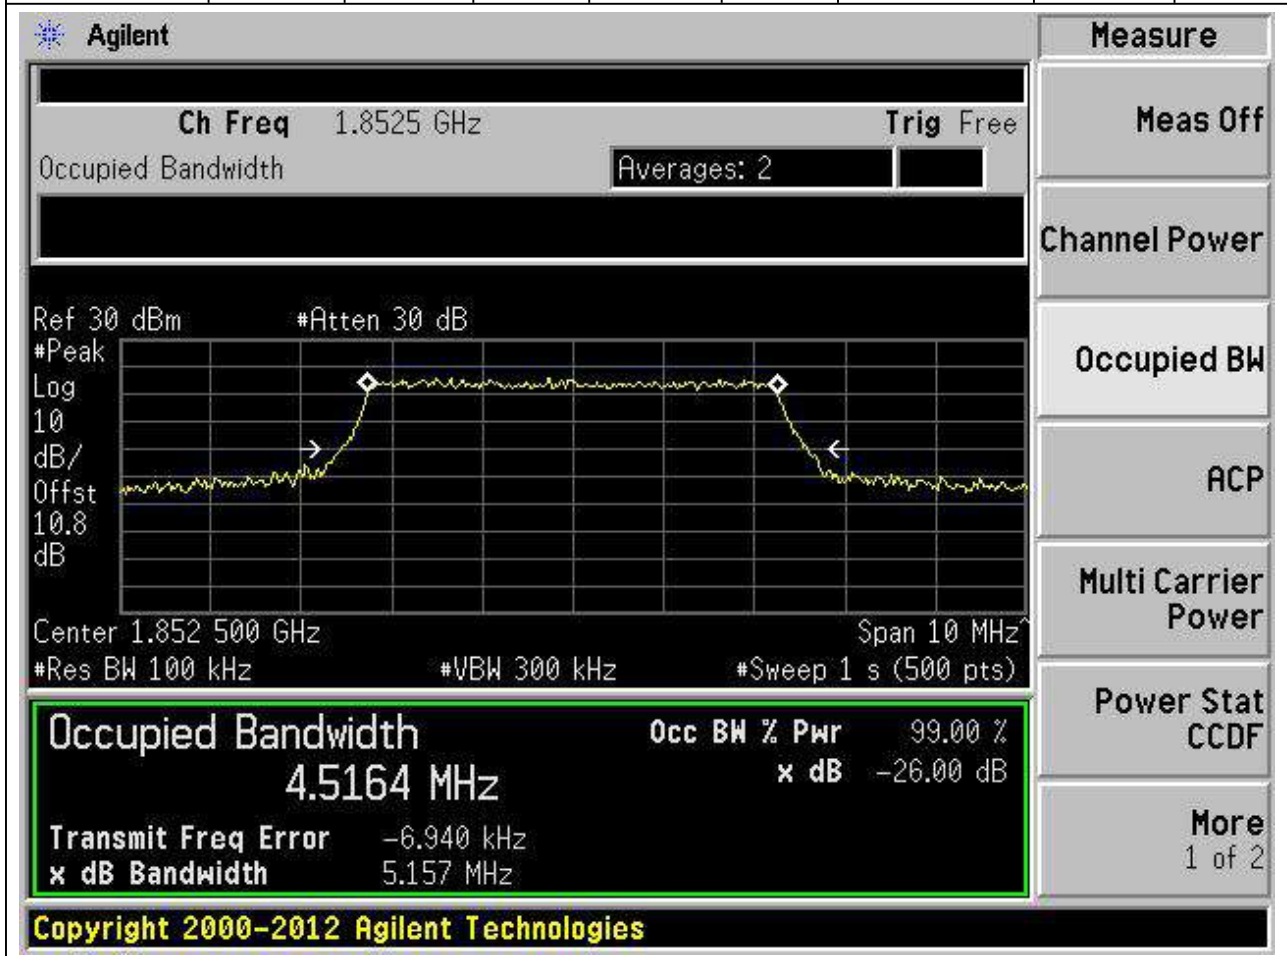 Agilent
Measure
Ch Freq 1.8525 GHz Trig Free
Occupied Bandwidth Averages: 2
Meas Off
Channel Power
Occupied BW
ACP
Multi Carrier
Power
Power Stat
CCDF
More
1 of 2
Ref 30 dBm #Atten 30 dB
#Peak
Log
10
dB/
Offst
10.8
dB
Center 1.852 500 GHz Span 10 MHz^
#Res BW 100 kHz #VBW 300 kHz #Sweep 1 s (500 pts)
Occupied Bandwidth Occ BW % Pwr 99.00 %
4.5164 MHz x dB -26.00 dB
Transmit Freq Error -6.940 kHz
x dB Bandwidth 5.157 MHz
Copyright 2000-2012 Agilent Technologies